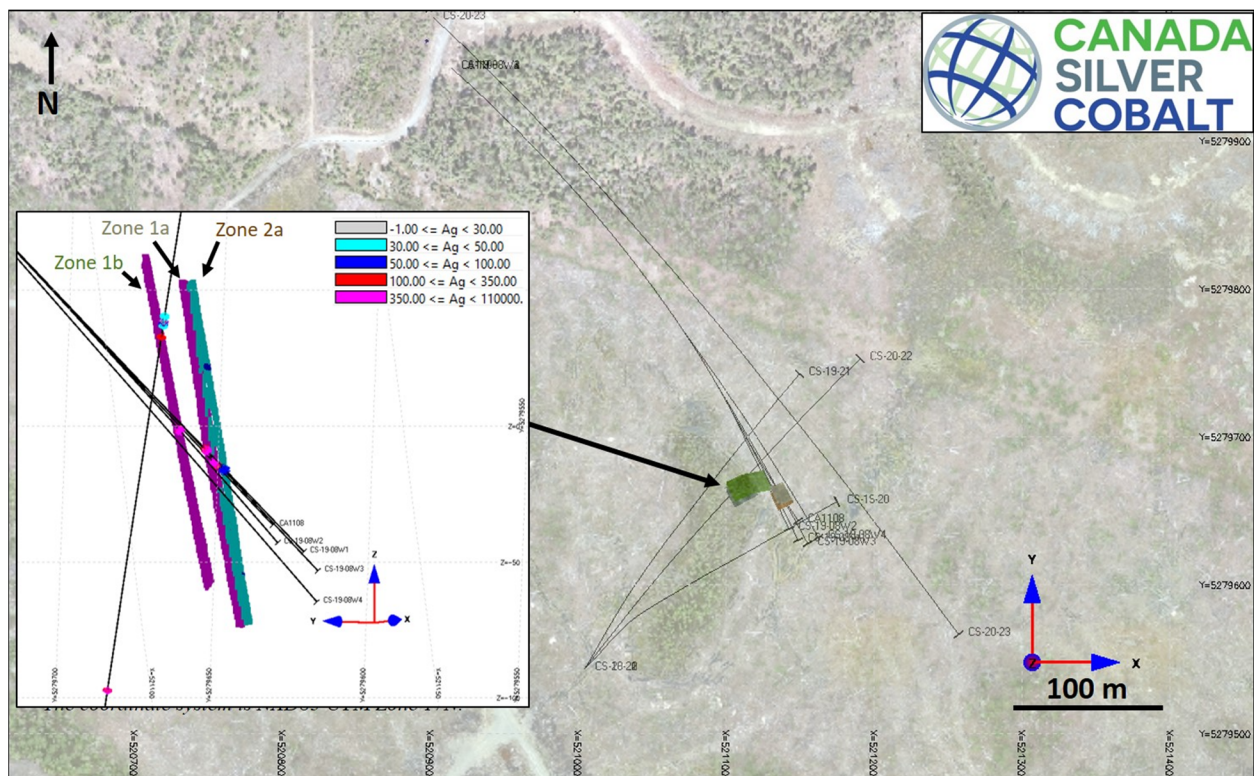 CS-20-23
N
CANADA
SILVER
COBALT
Y=5279900
Zone 1a
Zone 2a
Zone 1b
-1.00 <= Ag < 30.00
30.00 <= Ag < 50.00
50.00 <= Ag < 100.00
100.00 <= Ag < 350.00
350.00 <= Ag < 110000.
Y=5279800
CS-20-22
CS-19-21
Y=5279700
CS-15-20
CA1108
CS-19-08W2
CS-19-08W3
Y=5279600
CA1108
CS-19-08W2
CS-19-08W1
CS-19-08W3
CS-19-08W4
Z=-50
Z
Y
X
CS-20-23
Y
Z
X
100 m
Y=5279500
X=520700
X=520800
X=520900
X=521000
X=521100
X=521200
X=521300
X=521400